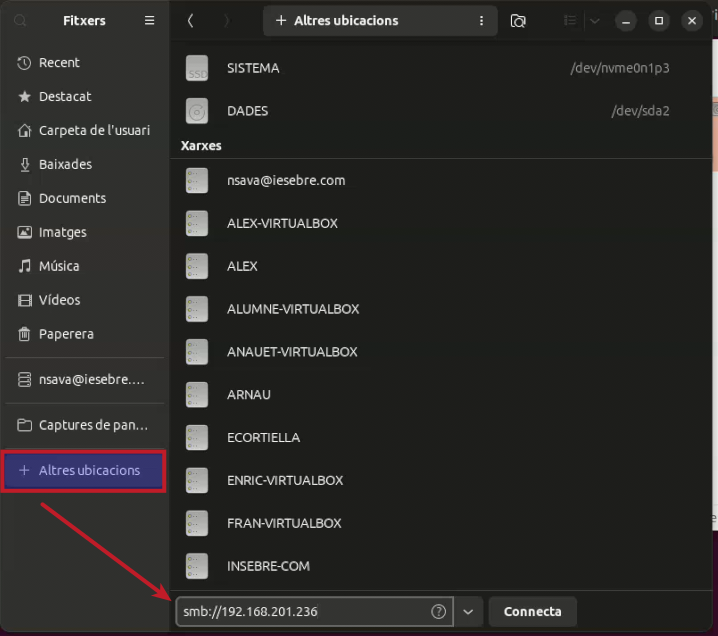 Fitxers
Altres ubicacions
Recent
Destacat
Carpeta de l'usuari
Baixades
Documents
Imatges
Música
Vídeos
Paperera
nsava@iesebre....
Captures de pan...
Altres ubicacions
SSD
SISTEMA /dev/nvme0n1p3
DADES /dev/sda2
Xarxes
nsava@iesebre.com
ALEX-VIRTUALBOX
ALEX
ALUMNE-VIRTUALBOX
ANAUET-VIRTUALBOX
ARNAU
ECORTIELLA
ENRIC-VIRTUALBOX
FRAN-VIRTUALBOX
INSEBRE-COM
smb://192.168.201.236 ? Connecta